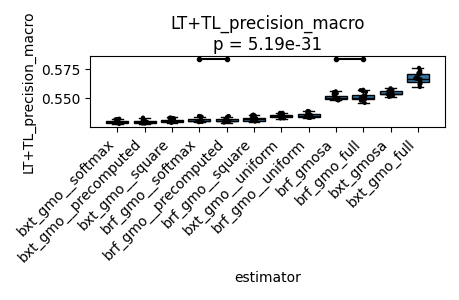 LT+TL_precision_macro
p = 5.19e-31
LT+TL_precision_macro
0.575
0.550
bxt_gmo__softmax
bxt_gmo__precomputed
bxt_gmo__square
brf_gmo__softmax
brf_gmo__precomputed
brf_gmo__square
bxt_gmo__uniform
brf_gmo__uniform
brf_gmosa
brf_gmo_full
bxt_gmosa
bxt_gmo_full
estimator